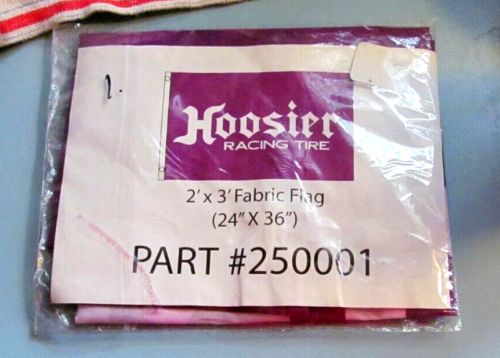 1.
Hoosier
RACING TIRE
2' x 3' Fabric Flag
(24" X 36")
PART #250001